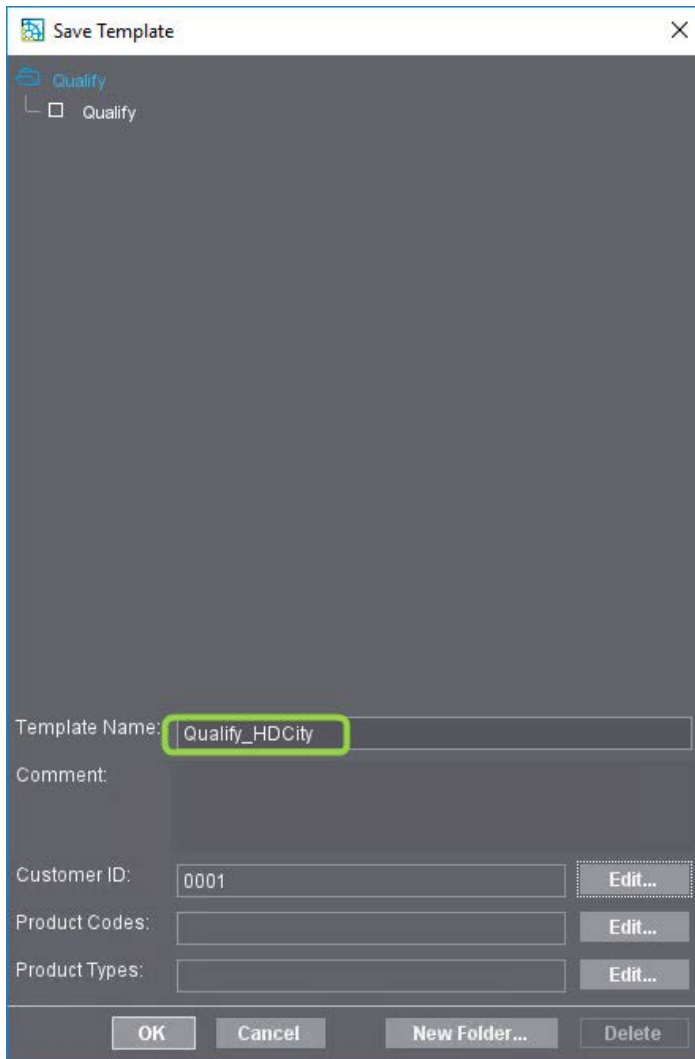 Save Template
Qualify
Qualify
Template Name: Qualify_HDCity
Comment:
Customer ID: 0001 Edit...
Product Codes: Edit...
Product Types: Edit...
OK Cancel New Folder... Delete